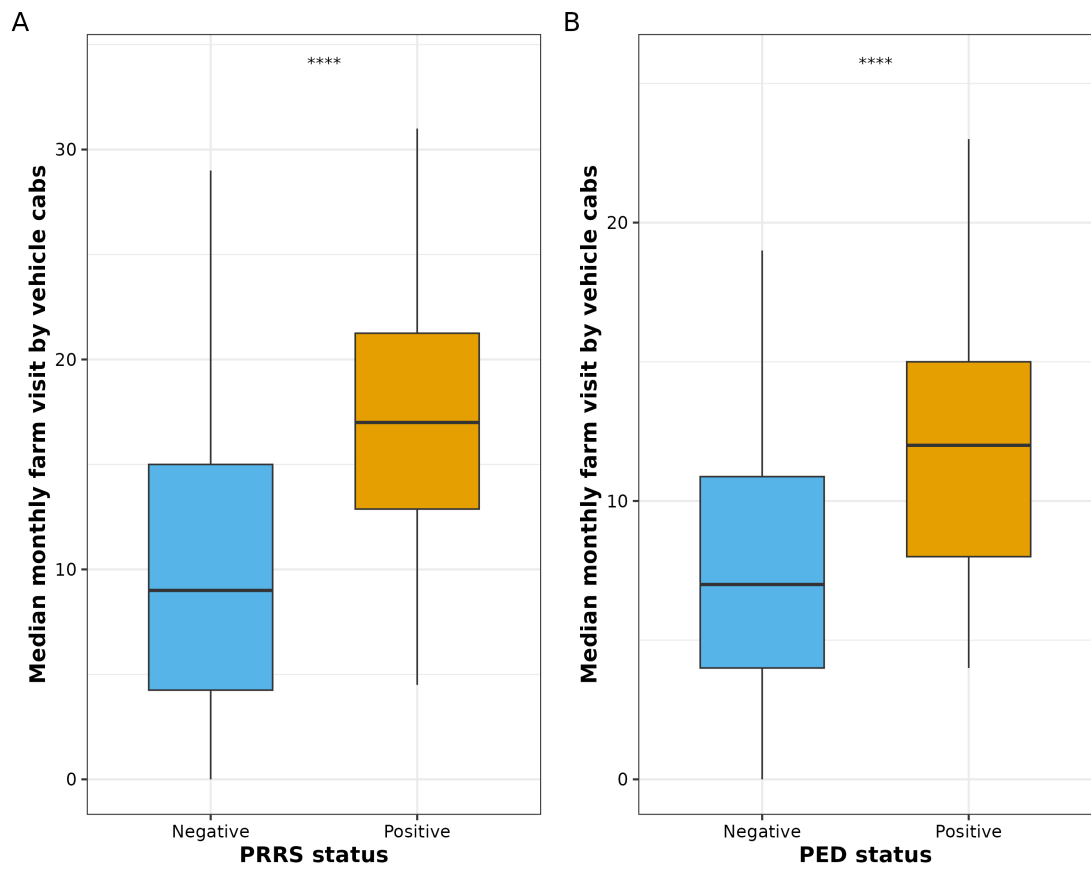 A
Median monthly farm visit by vehicle cabs
30
20
10
0
****
Negative
Positive
PRRS status
B
Median monthly farm visit by vehicle cabs
20
10
0
****
Negative
Positive
PED status